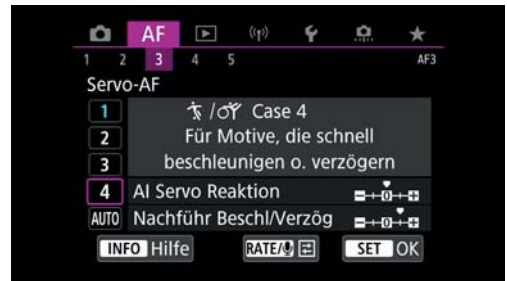 AF
1 2 3 4 5 AF3
Servo-AF
1 / Case 4
2 Für Motive, die schnell
3 beschleunigen o. verzögern
4 AI Servo Reaktion
AUTO Nachführ Beschl/Verzög
INFO Hilfe RATE/ SET OK